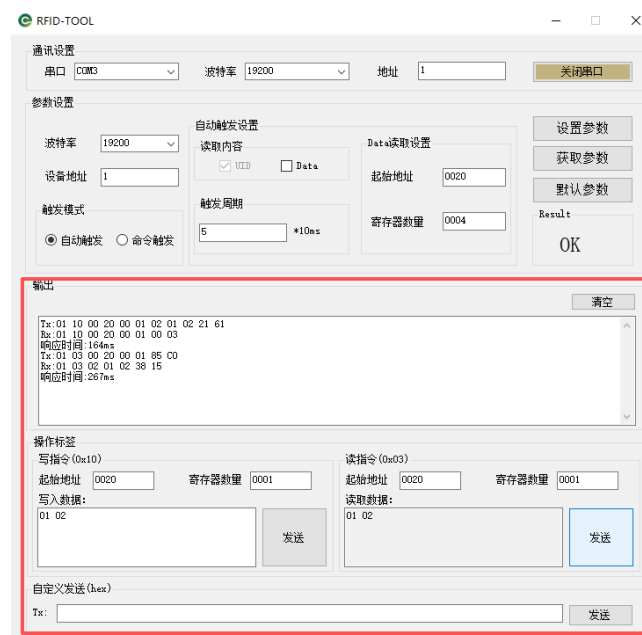 RFID-TOOL
通讯设置
串口 COM3 波特率 19200 地址 1 关闭串口
参数设置
波特率 19200
设备地址 1
触发模式
自动触发 命令触发
自动触发设置
读取内容
UID Data
触发周期
5 *10ms
Data读取设置
起始地址 0020
寄存器数量 0004
设置参数
获取参数
默认参数
Result
OK
输出
清空
Tx:01 10 00 20 00 01 02 01 02 21 61
Rx:01 10 00 20 00 01 00 03
响应时间:164ms
Tx:01 03 00 20 00 01 85 C0
Rx:01 03 02 01 02 38 15
响应时间:267ms
操作标签
写指令(0x10)
起始地址 0020 寄存器数量 0001
写入数据:
01 02
发送
读指令(0x03)
起始地址 0020 寄存器数量 0001
读取数据:
01 02
发送
自定义发送(hex)
Tx: 发送